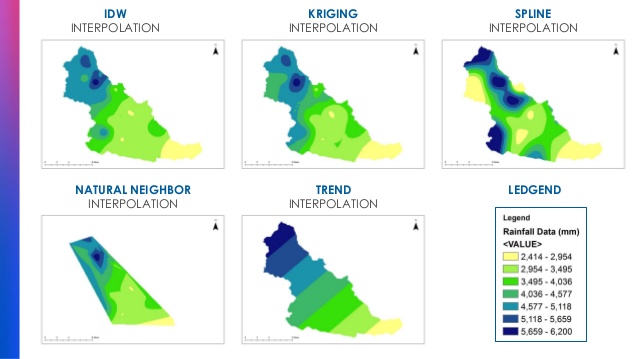 IDW
INTERPOLATION
KRIGING
INTERPOLATION
SPLINE
INTERPOLATION
NATURAL NEIGHBOR
INTERPOLATION
TREND
INTERPOLATION
LEDGEND
Legend
Rainfall Data (mm)
<VALUE>
2,414 - 2,954
2,954 - 3,495
3,495 - 4,036
4,036 - 4,577
4,577 - 5,118
5,118 - 5,659
5,659 - 6,200